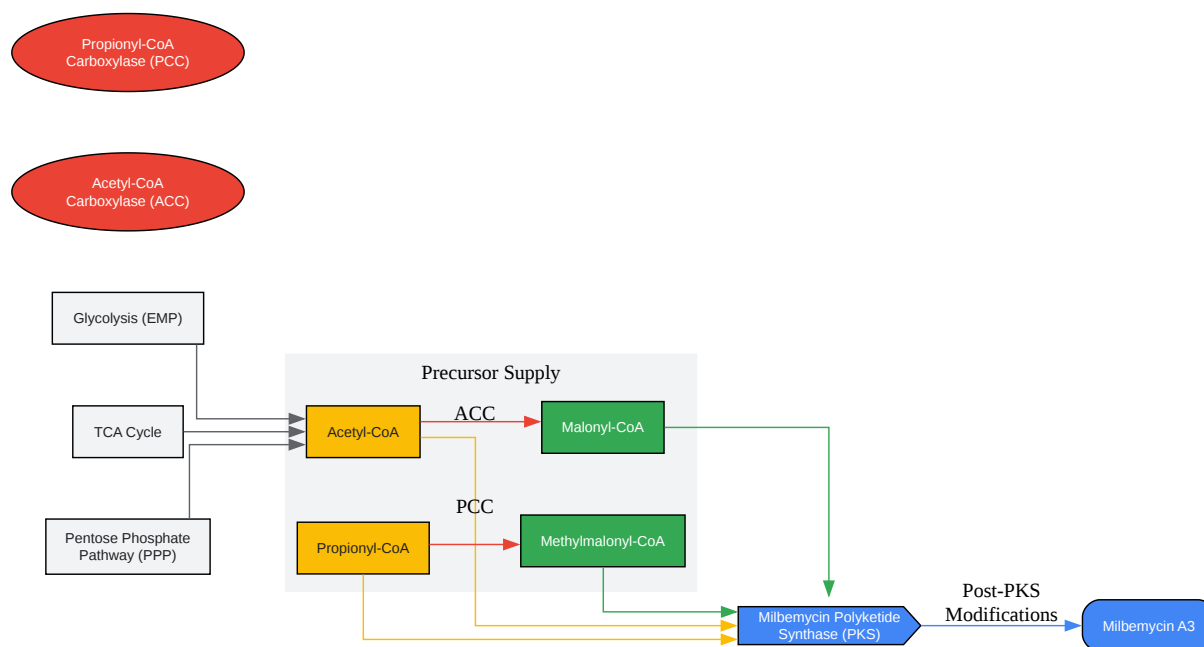 Propionyl-CoA
Carboxylase (PCC)
Acetyl-CoA
Carboxylase (ACC)
Glycolysis (EMP)
Precursor Supply
ACC
TCA Cycle
Acetyl-CoA
Malonyl-CoA
PCC
Pentose Phosphate
Pathway (PPP)
Propionyl-CoA
Methylmalonyl-CoA
Milbemycin Polyketide
Synthase (PKS)
Post-PKS
Modifications
Milbemycin A3